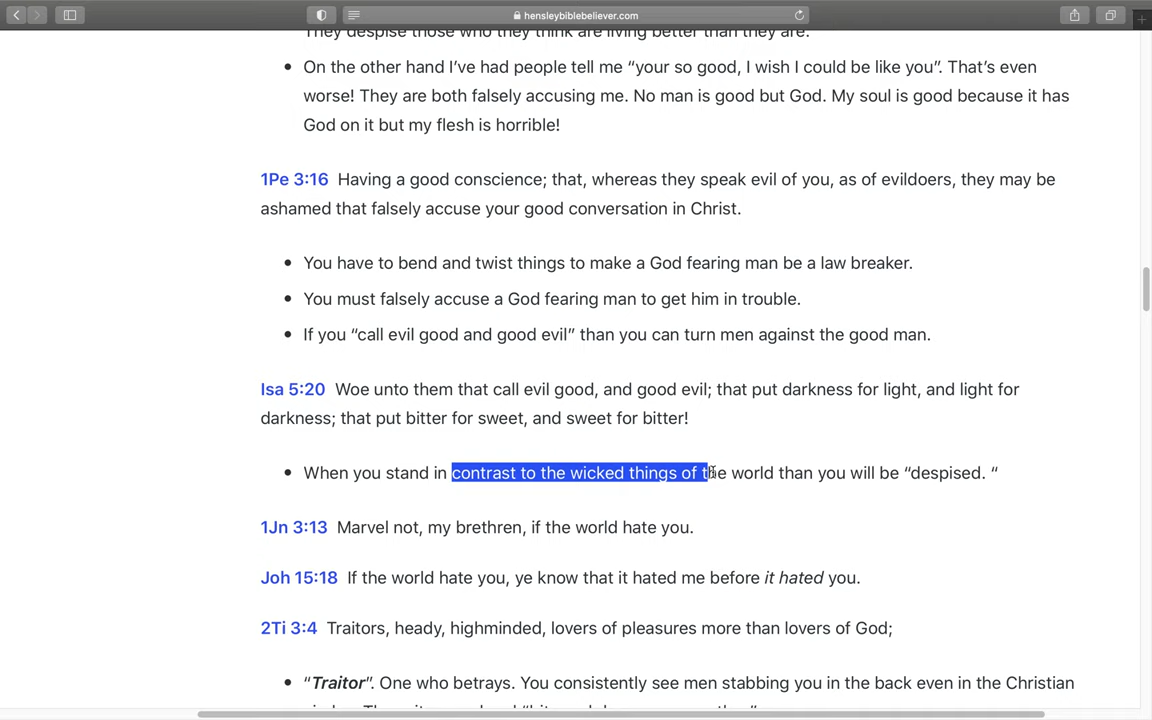 hensleybiblebeliever.com
They despise those who they think are living better than they are.
On the other hand I've had people tell me “your so good, I wish I could be like you”. That's even
worse! They are both falsely accusing me. No man is good but God. My soul is good because it has
God on it but my flesh is horrible!
1Pe 3:16 Having a good conscience; that, whereas they speak evil of you, as of evildoers, they may be
ashamed that falsely accuse your good conversation in Christ.
You have to bend and twist things to make a God fearing man be a law breaker.
You must falsely accuse a God fearing man to get him in trouble.
If you “call evil good and good evil” than you can turn men against the good man.
Isa 5:20 Woe unto them that call evil good, and good evil; that put darkness for light, and light for
darkness; that put bitter for sweet, and sweet for bitter!
When you stand in contrast to the wicked things of the world than you will be “despised. “
1Jn 3:13 Marvel not, my brethren, if the world hate you.
Joh 15:18 If the world hate you, ye know that it hated me before it hated you.
2Ti 3:4 Traitors, heady, highminded, lovers of pleasures more than lovers of God;
“Traitor”. One who betrays. You consistently see men stabbing you in the back even in the Christian